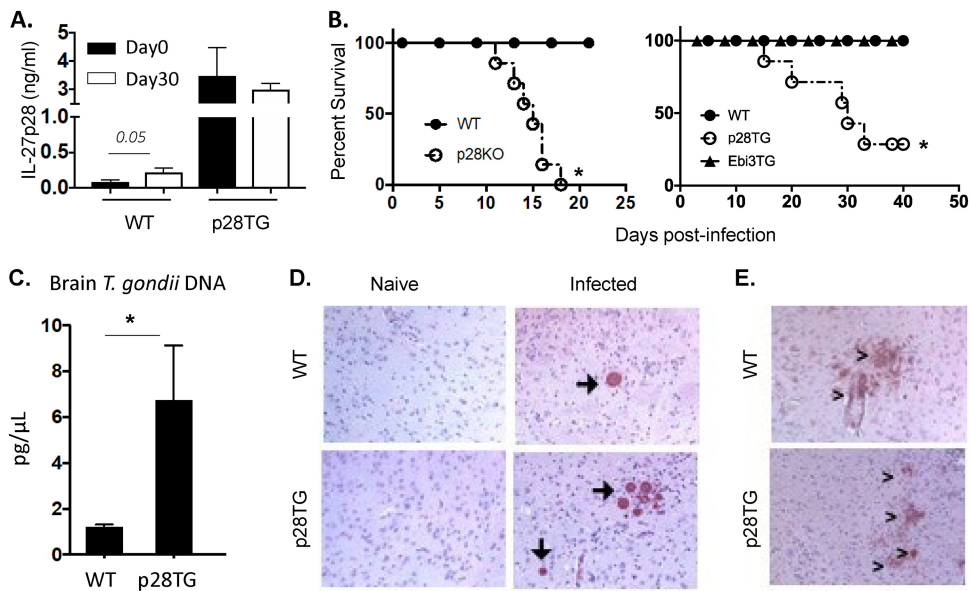 A.
IL-27p28 (ng/ml)
5
4
3
1.0
0.5
0.0
Day0
Day30
0.05
WT
p28TG
B.
Percent Survival
100
50
0
0
5
10
15
20
25
WT
p28KO
*
100
50
0
0
10
20
30
40
50
WT
p28TG
Ebi3TG
*
Days post-infection
C.
Brain T. gondii DNA
pg/µL
10
8
6
4
2
0
*
WT
p28TG
D.
Naive
Infected
WT
p28TG
E.
WT
p28TG